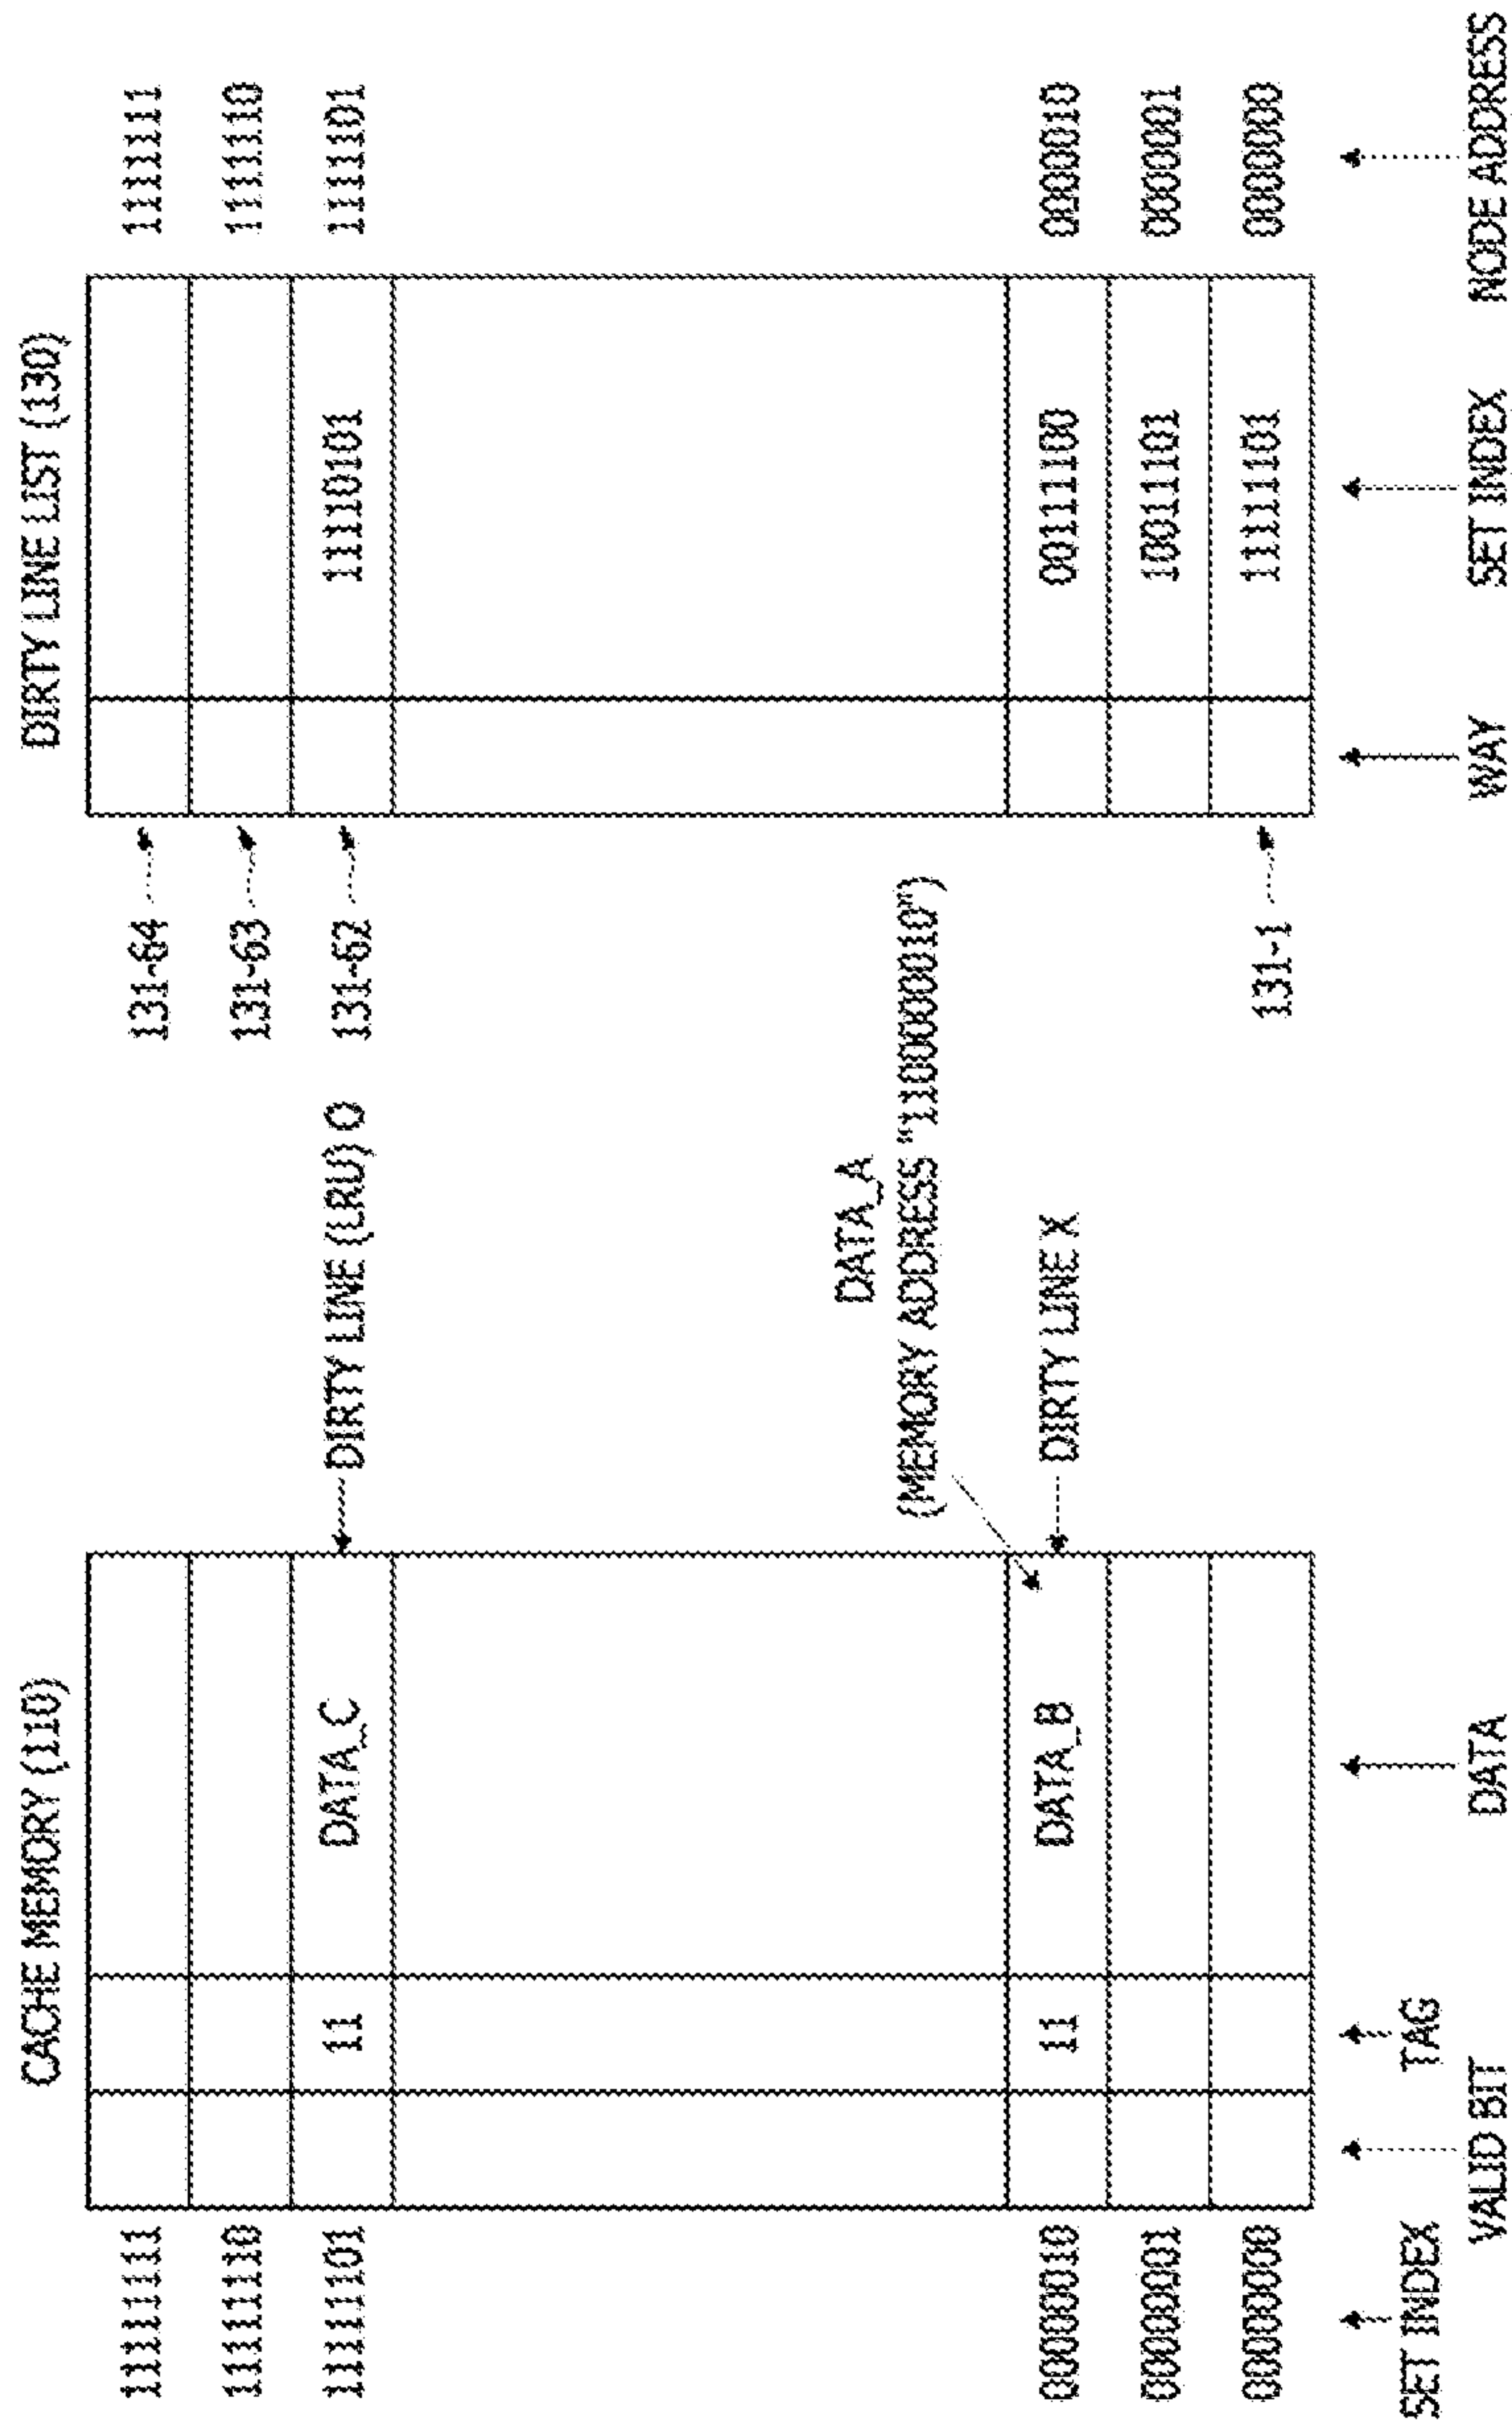 CACHE MEMORY (110)
DIRTY LINE LIST (130)
11111111
131-64
1111111
11111110
131-63
1111110
11111101 11 DATA_C
DIRTY LINE (LRU) O
131-62
11110101
1111101
DATA_A
(MEMORY ADDRESS "1100000010")
00000010 11 DATA_B
DIRTY LINE X
00111100
0000010
00000001
10011101
0000001
00000000
131-1
11111101
0000000
SET INDEX
TAG
VALID BIT
DATA
WAY
SET INDEX
NODE ADDRESS